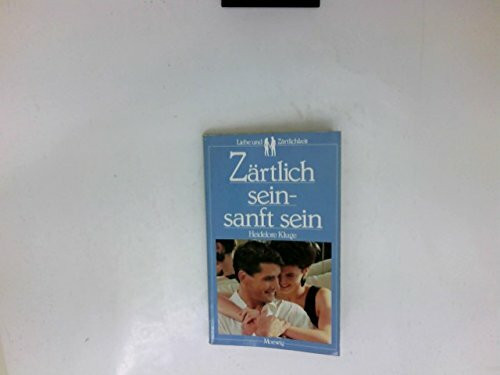 Liebe und Zärtlichkeit
Zärtlich
sein-
sanft sein
Heidelore Kluge
Moewig